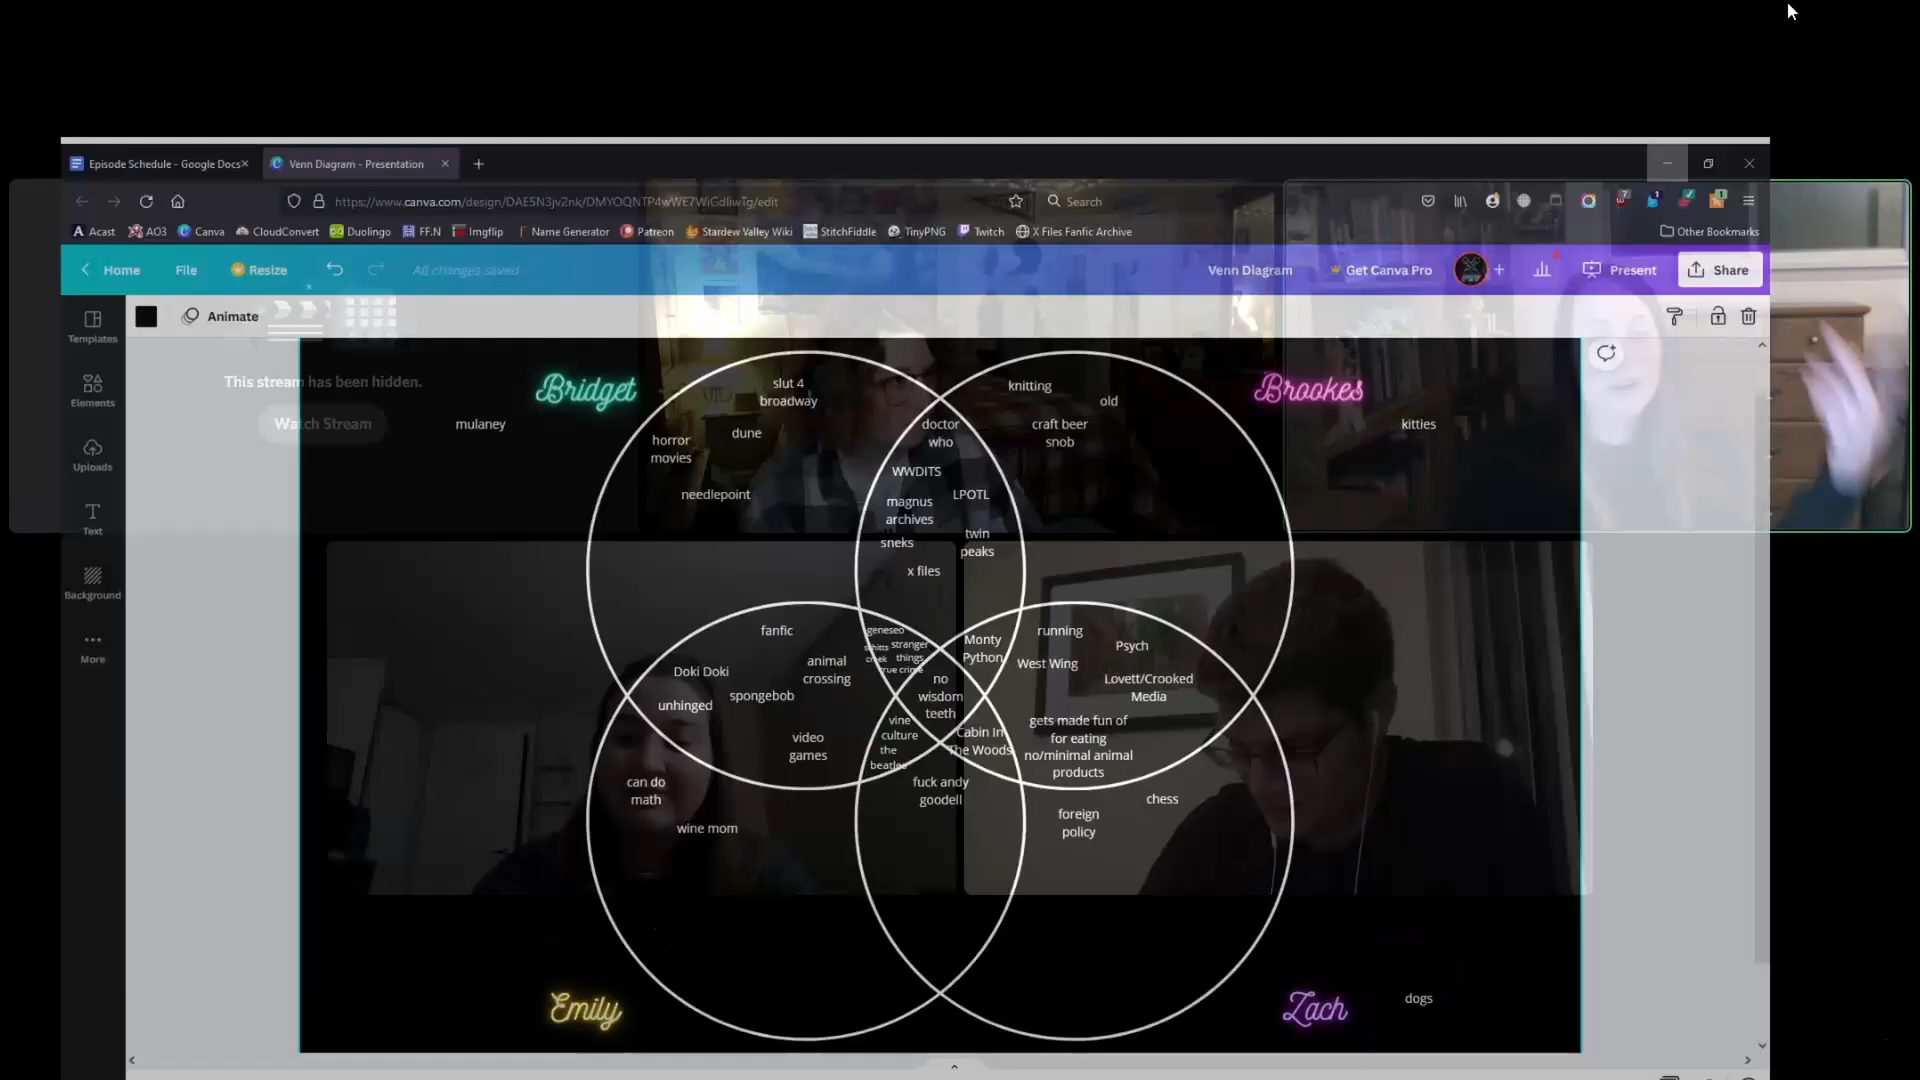 Episode Schedule - Google Docs
Venn Diagram - Presentation
https://www.canva.com/design/DAE5N3jv2nk/DMYOQNTP4wWE7WiGdliwTg/edit
Search
Acast
AO3
Canva
CloudConvert
Duolingo
FF.N
Imgflip
Name Generator
Patreon
Stardew Valley Wiki
StitchFiddle
TinyPNG
Twitch
X Files Fanfic Archive
Other Bookmarks
Home
File
Resize
All changes saved
Venn Diagram
Get Canva Pro
Present
Share
Animate
Templates
Elements
Uploads
Text
Background
More
This stream has been hidden.
Watch Stream
Bridget
mulaney
slut 4
broadway
horror
movies
dune
needlepoint
doctor
who
WWDITS
magnus
archives
LPOTL
sneks
twin
peaks
x files
knitting
old
craft beer
snob
Brookes
kitties
fanfic
Doki Doki
animal
crossing
spongebob
unhinged
video
games
geneseo
schitts
creek
stranger
things
true crime
Monty
Python
no
wisdom
teeth
vine
culture
the
beatles
Cabin In
The Woods
running
Psych
West Wing
Lovett/Crooked
Media
gets made fun of
for eating
no/minimal animal
products
can do
math
wine mom
fuck andy
goodell
chess
foreign
policy
Emily
Zach
dogs